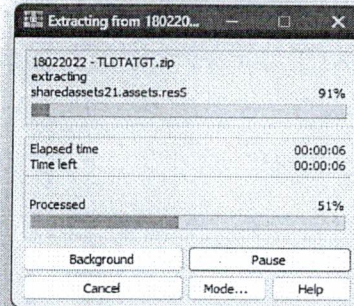 Extracting from 180220...
18022022 - TLDTATGT.zip
extracting
sharedassets21.assets.resS
91%
Elapsed time
00:00:06
Time left
00:00:06
Processed
51%
Background
Pause
Cancel
Mode...
Help